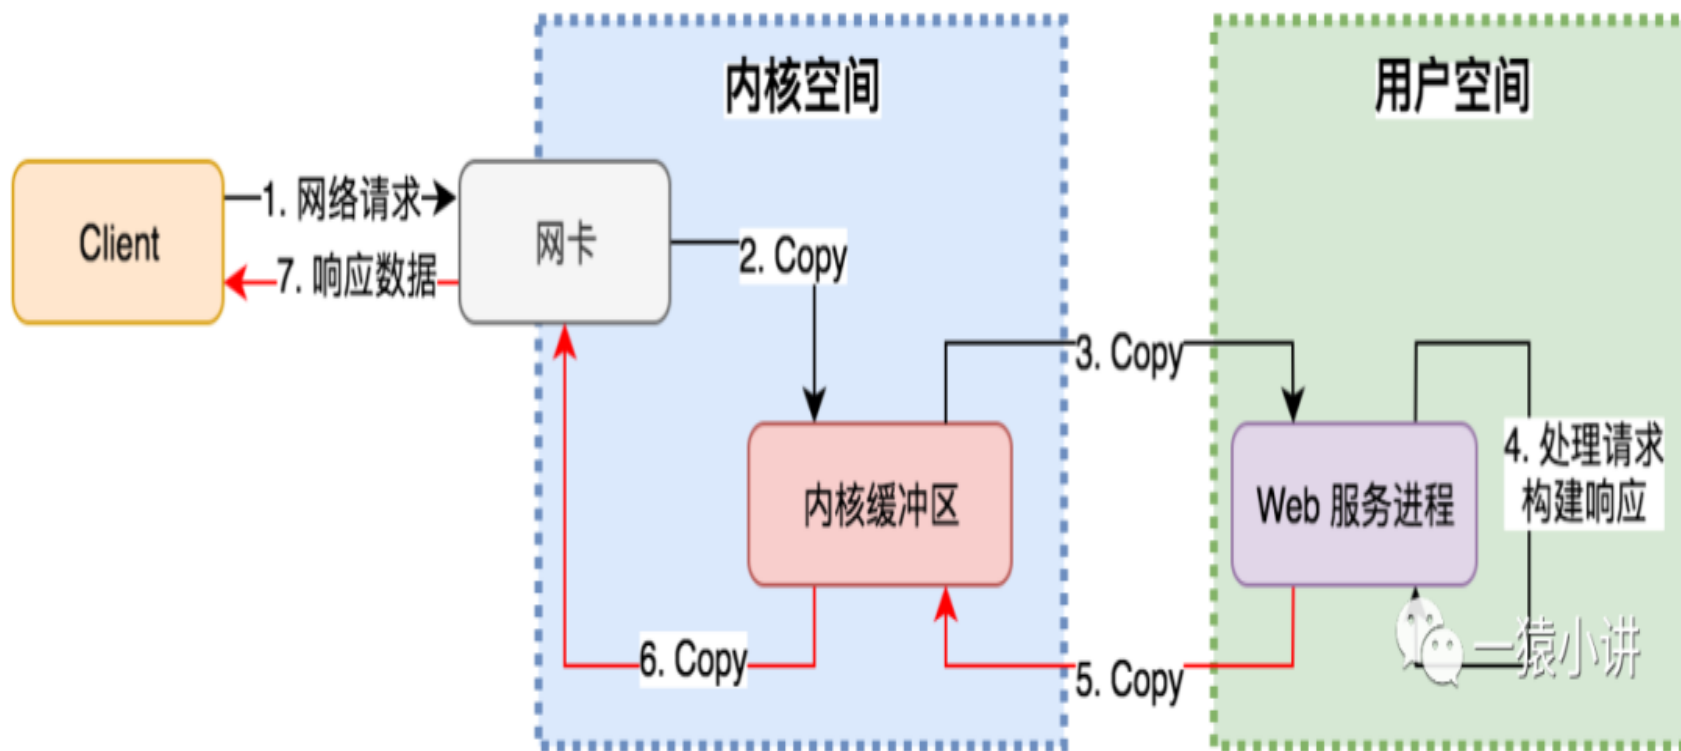 内核空间
用户空间
Client
1. 网络请求
7. 响应数据
网卡
2. Copy
3. Copy
内核缓冲区
Web 服务进程
4. 处理请求
构建响应
6. Copy
5. Copy
一猿小讲